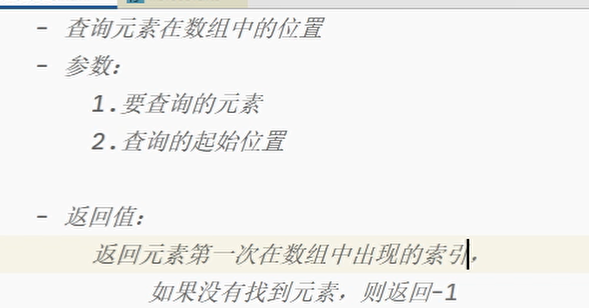 - 查询元素在数组中的位置
- 参数:
1.要查询的元素
2.查询的起始位置
- 返回值:
返回元素第一次在数组中出现的索引,
如果没有找到元素，则返回-1